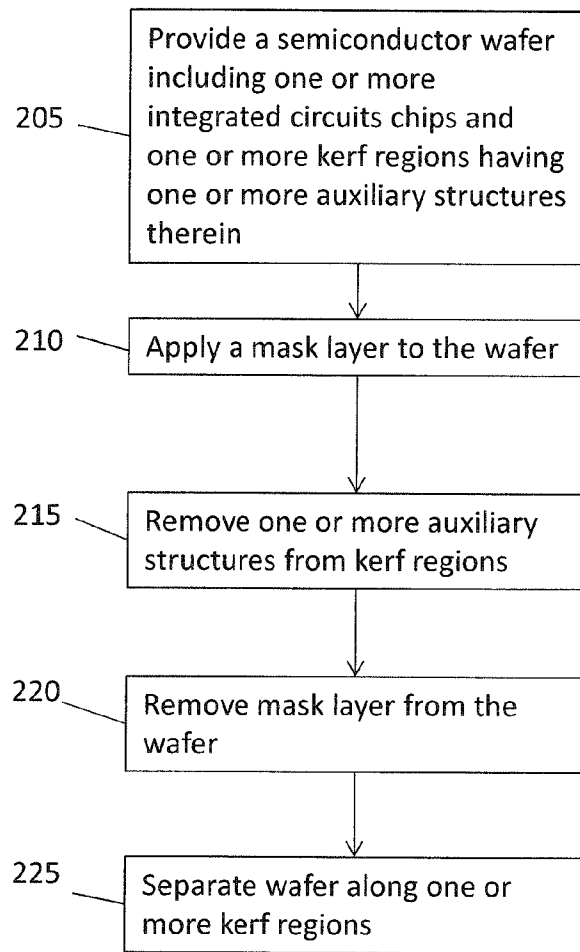 205
Provide a semiconductor wafer
including one or more
integrated circuits chips and
one or more kerf regions having
one or more auxiliary structures
therein
210
Apply a mask layer to the wafer
215
Remove one or more auxiliary
structures from kerf regions
220
Remove mask layer from the
wafer
225
Separate wafer along one or
more kerf regions